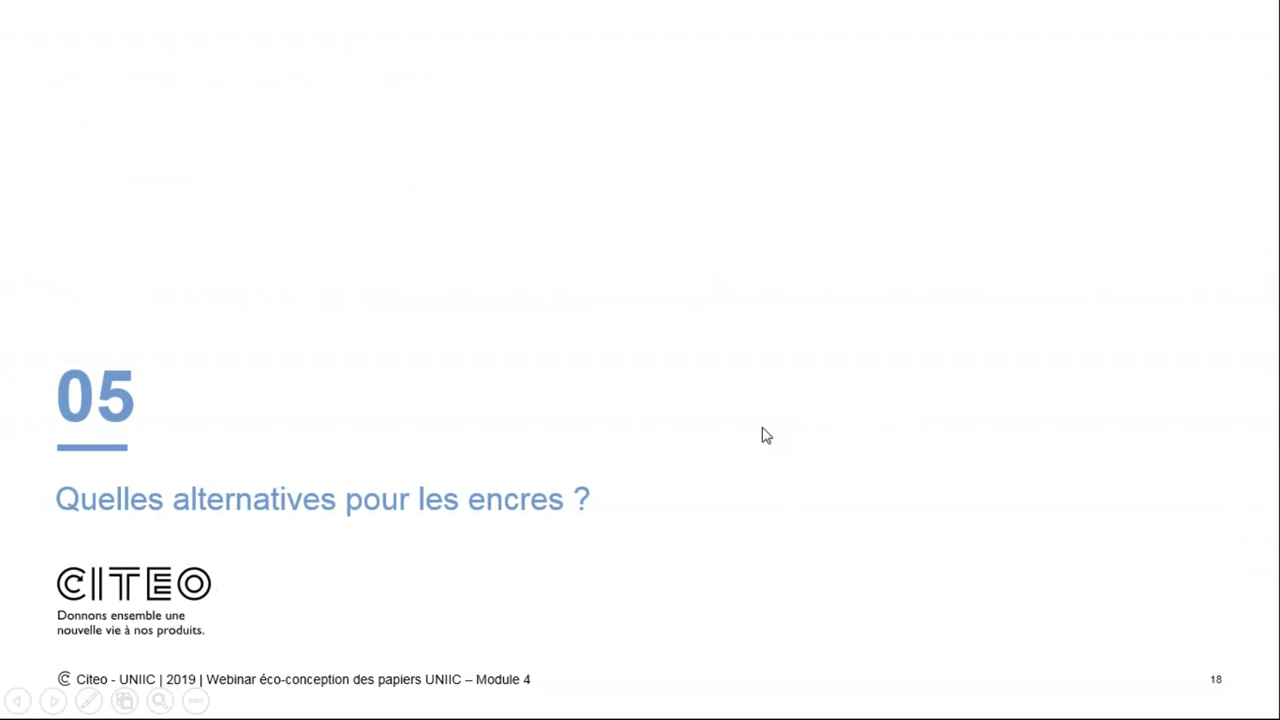 05
Quelles alternatives pour les encres ?
CITEO
Donnons ensemble une
nouvelle vie à nos produits.
Citeo - UNIIC | 2019 | Webinar éco-conception des papiers UNIIC – Module 4
18